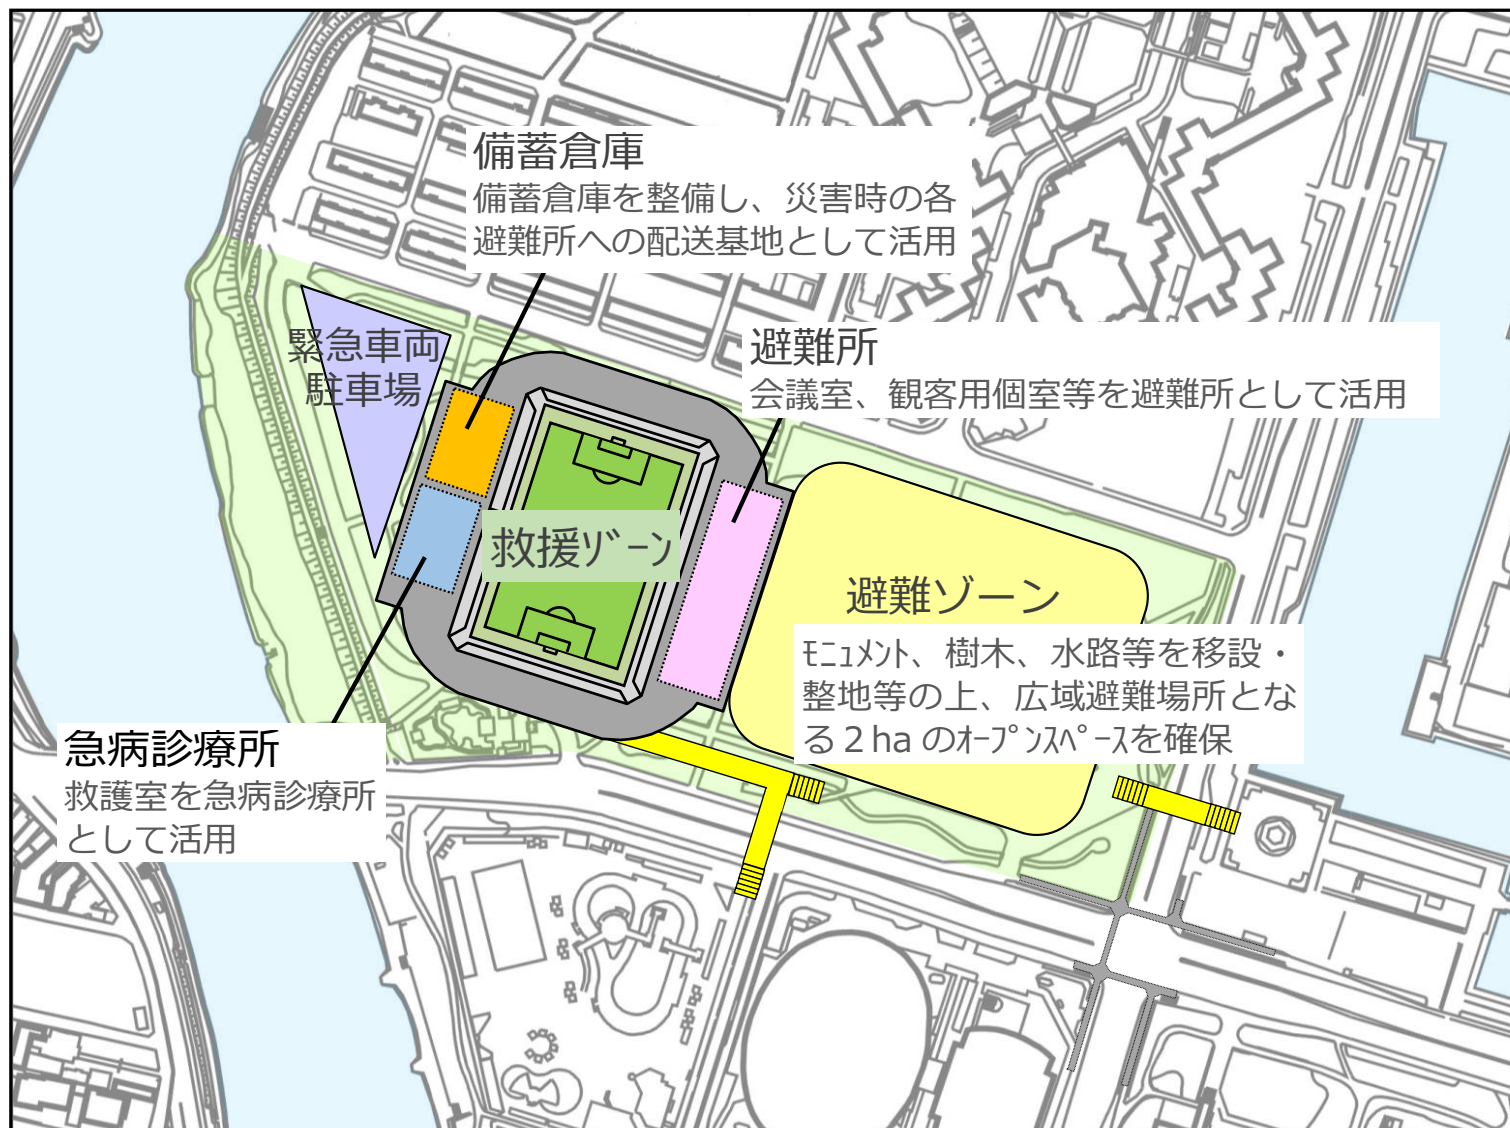 備蓄倉庫
備蓄倉庫を整備し、災害時の各
避難所への配送基地として活用
緊急車両
駐車場
避難所
会議室、観客用個室等を避難所として活用
救援ｿﾞｰﾝ
避難ゾーン
ﾓﾆｭﾒﾝﾄ、樹木、水路等を移設・
整地等の上、広域避難場所とな
る２ha のｵｰﾌﾟﾝｽﾍﾟｰｽを確保
急病診療所
救護室を急病診療所
として活用